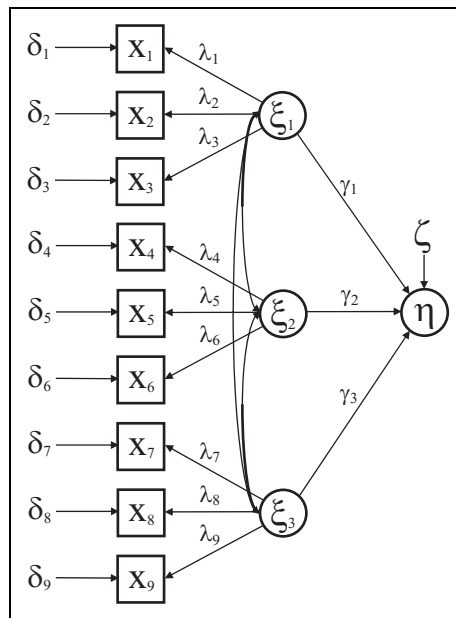 δ₁ X₁ λ₁
δ₂ X₂ λ₂ ξ₁
δ₃ X₃ λ₃
γ₁
δ₄ X₄ λ₄ ζ
δ₅ X₅ λ₅ ξ₂ γ₂ η
δ₆ X₆ λ₆
γ₃
δ₇ X₇ λ₇
δ₈ X₈ λ₈ ξ₃
δ₉ X₉ λ₉